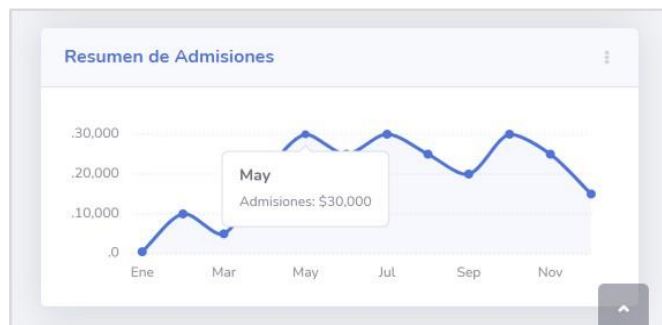 Resumen de Admisiones
.30,000
.20,000
.10,000
.0
May
Admisiones: $30,000
Ene Mar May Jul Sep Nov